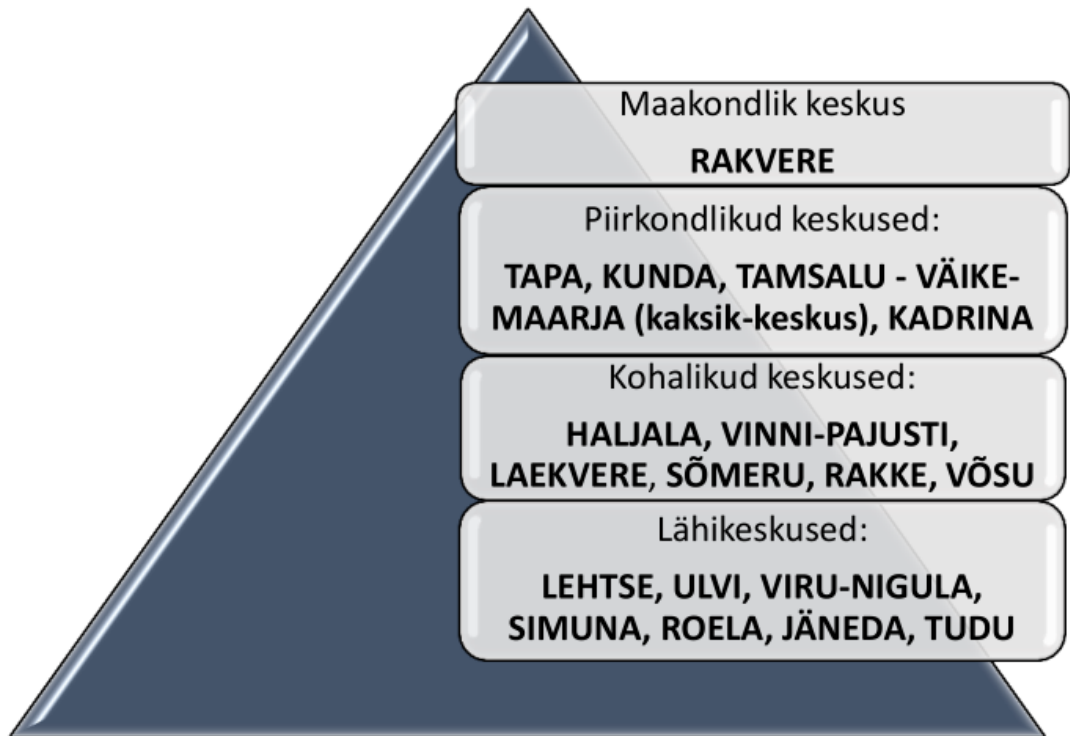 Maakondlik keskus
RAKVERE
Piirkondlikud keskused:
TAPA, KUNDA, TAMSALU - VÄIKE-
MAARJA (kaksik-keskus), KADRINA
Kohalikud keskused:
HALJALA, VINNI-PAJUSTI,
LAEKVERE, SÕMERU, RAKKE, VÕSU
Lähikeskused:
LEHTSE, ULVI, VIRU-NIGULA,
SIMUNA, ROELA, JÄNEDA, TUDU